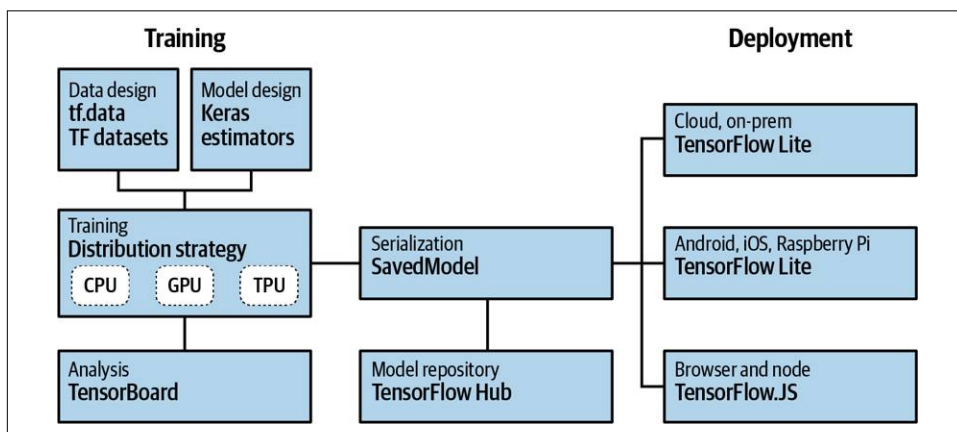 Training
Deployment
Data design
tf.data
TF datasets
Model design
Keras
estimators
Cloud, on-prem
TensorFlow Lite
Training
Distribution strategy
CPU
GPU
TPU
Serialization
SavedModel
Android, iOS, Raspberry Pi
TensorFlow Lite
Analysis
TensorBoard
Model repository
TensorFlow Hub
Browser and node
TensorFlow.JS